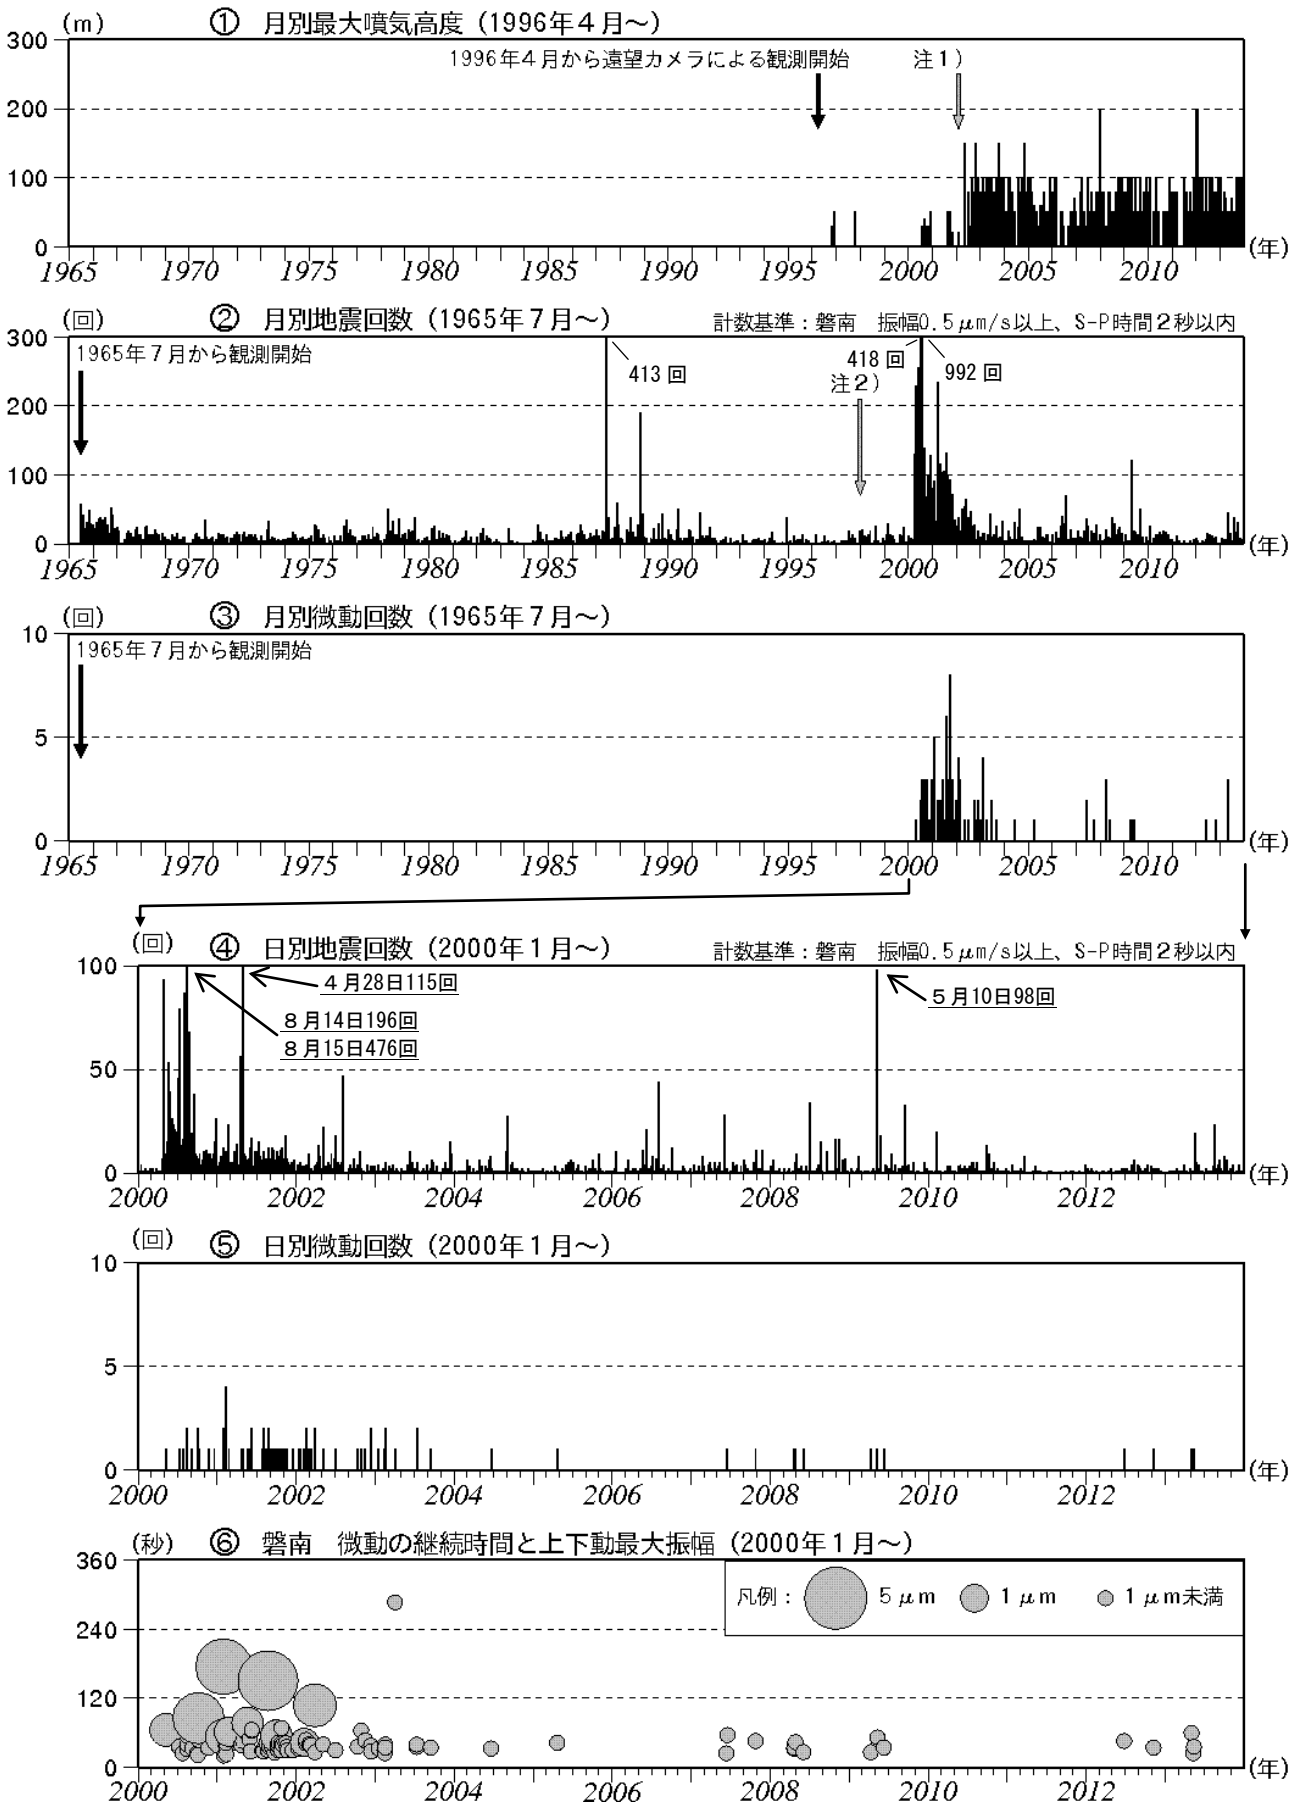 (m) ① 月別最大噴気高度（1996年４月～）
300
1996年４月から遠望カメラによる観測開始 注１）
200
100
0
1965 1970 1975 1980 1985 1990 1995 2000 2005 2010 (年)
(回) ② 月別地震回数（1965年７月～） 計数基準：磐南 振幅0.5μm/s以上、S-P時間２秒以内
300
1965年７月から観測開始
413回
418回
992回
注２）
200
100
0
1965 1970 1975 1980 1985 1990 1995 2000 2005 2010 (年)
(回) ③ 月別微動回数（1965年７月～）
10
1965年７月から観測開始
5
0
1965 1970 1975 1980 1985 1990 1995 2000 2005 2010 (年)
(回) ④ 日別地震回数（2000年１月～） 計数基準：磐南 振幅0.5μm/s以上、S-P時間２秒以内
100
４月28日115回
５月10日98回
８月14日196回
８月15日476回
50
0
2000 2002 2004 2006 2008 2010 2012 (年)
(回) ⑤ 日別微動回数（2000年１月～）
10
5
0
2000 2002 2004 2006 2008 2010 2012 (年)
(秒) ⑥ 磐南 微動の継続時間と上下動最大振幅（2000年１月～）
360
凡例： ５μm １μm １μm未満
240
120
0
2000 2002 2004 2006 2008 2010 2012 (年)